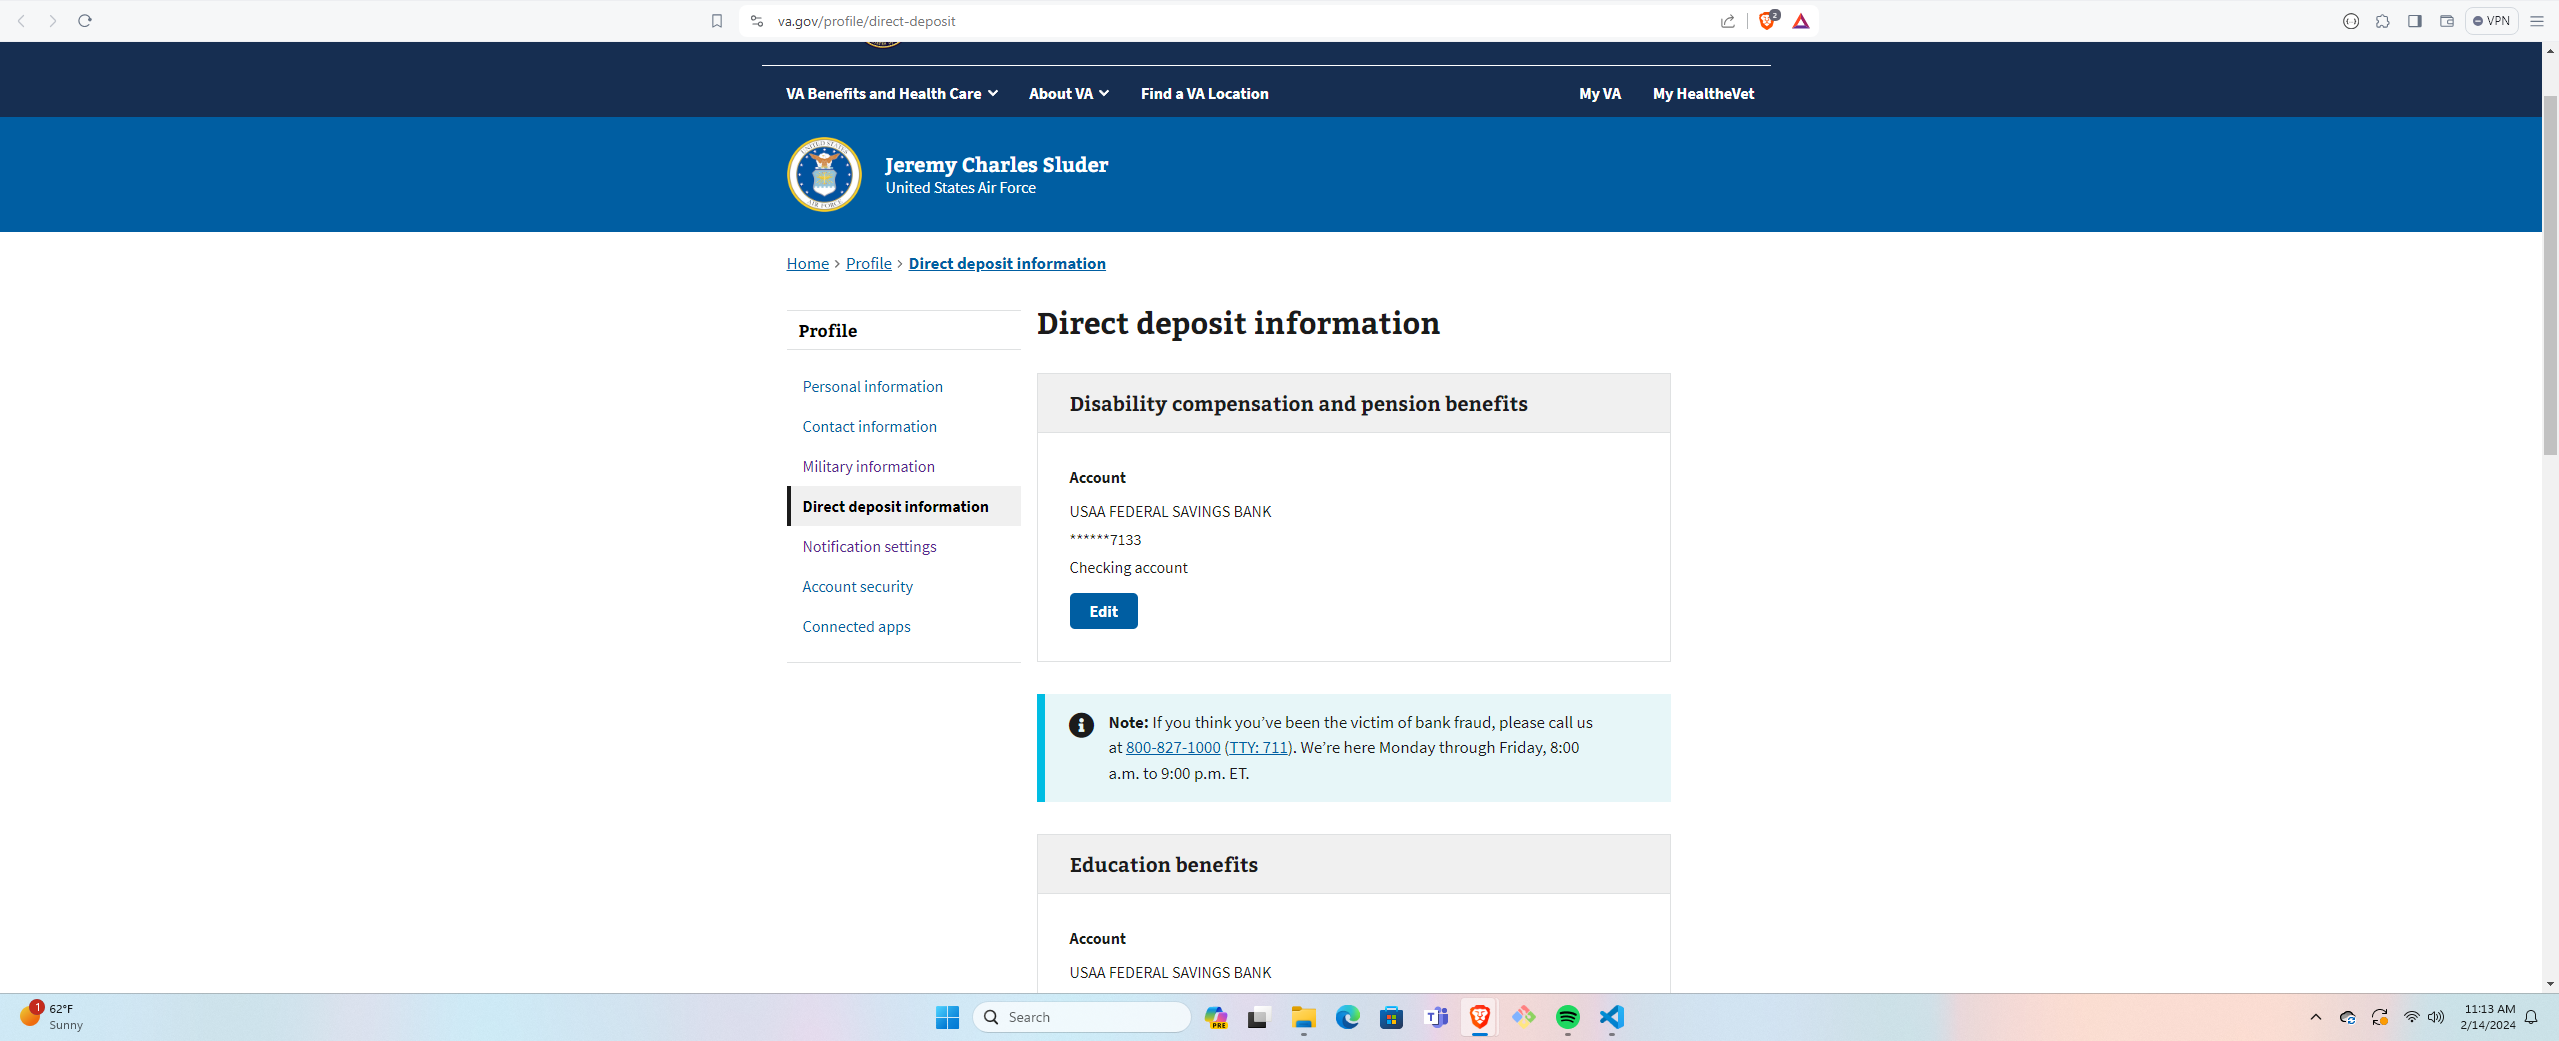 va.gov/profile/direct-deposit
2
VPN
VA Benefits and Health Care
About VA
Find a VA Location
My VA
My HealtheVet
UNITED STATES
AIR FORCE
Jeremy Charles Sluder
United States Air Force
Home › Profile › Direct deposit information
Profile
Personal information
Contact information
Military information
Direct deposit information
Notification settings
Account security
Connected apps
Direct deposit information
Disability compensation and pension benefits
Account
USAA FEDERAL SAVINGS BANK
******7133
Checking account
Edit
Note: If you think you’ve been the victim of bank fraud, please call us
at 800-827-1000 (TTY: 711). We’re here Monday through Friday, 8:00
a.m. to 9:00 p.m. ET.
Education benefits
Account
USAA FEDERAL SAVINGS BANK
1
62°F
Sunny
Search
PRE
T
11:13 AM
2/14/2024